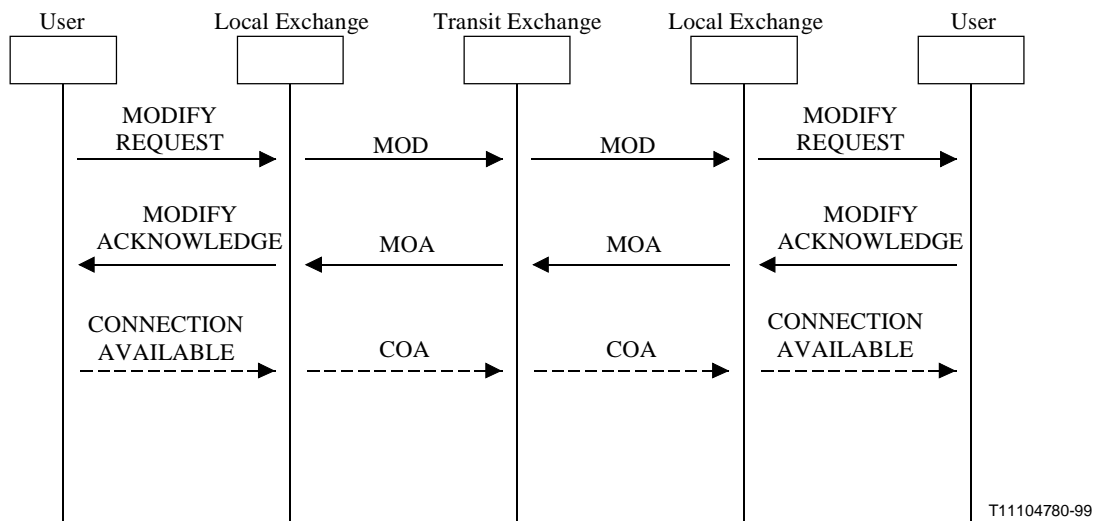 User Local Exchange Transit Exchange Local Exchange User
MODIFY
REQUEST
MOD
MOD
MODIFY
REQUEST
MODIFY
ACKNOWLEDGE
MOA
MOA
MODIFY
ACKNOWLEDGE
CONNECTION
AVAILABLE
COA
COA
CONNECTION
AVAILABLE
T11104780-99